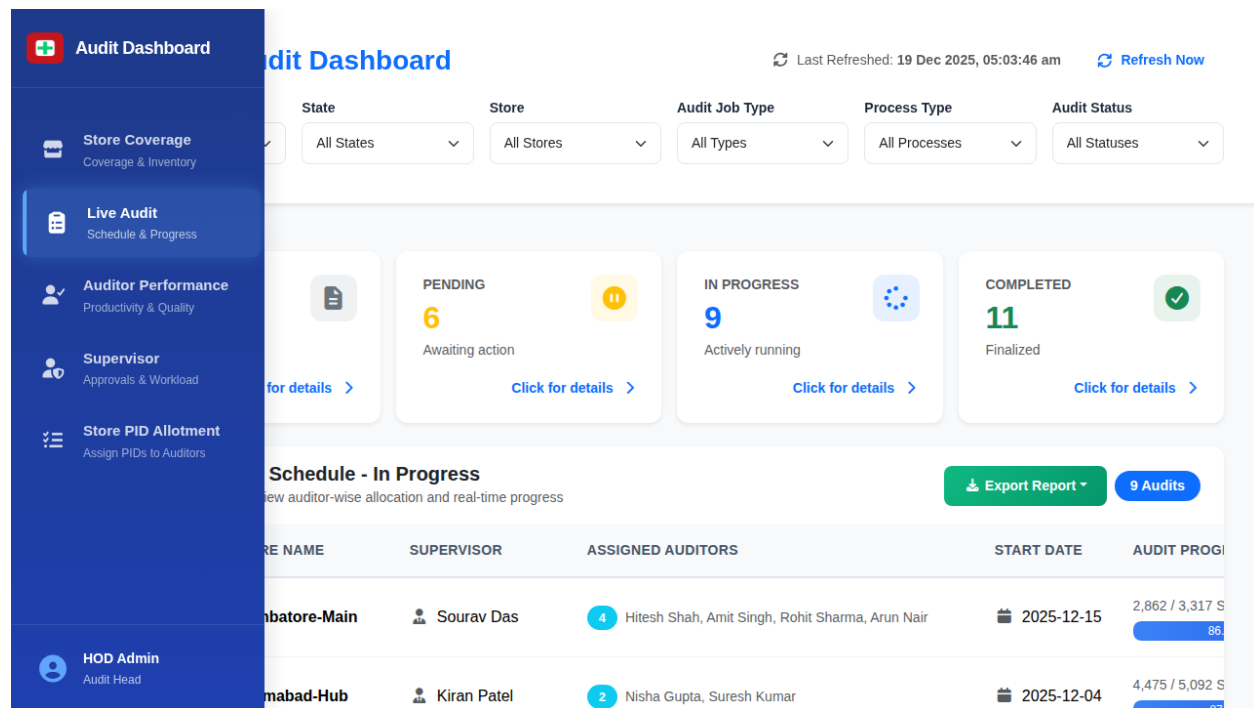 Audit Dashboard
Store Coverage
Coverage & Inventory
Live Audit
Schedule & Progress
Auditor Performance
Productivity & Quality
Supervisor
Approvals & Workload
Store PID Allotment
Assign PIDs to Auditors
HOD Admin
Audit Head
Dashboard
Last Refreshed: 19 Dec 2025, 05:03:46 am
Refresh Now
State
Store
Audit Job Type
Process Type
Audit Status
All States
All Stores
All Types
All Processes
All Statuses
for details
PENDING
6
Awaiting action
Click for details
IN PROGRESS
9
Actively running
Click for details
COMPLETED
11
Finalized
Click for details
Schedule - In Progress
auditor-wise allocation and real-time progress
Export Report
9 Audits
NAME
SUPERVISOR
ASSIGNED AUDITORS
START DATE
AUDIT
batore-Main
Sourav Das
4
Hitesh Shah, Amit Singh, Rohit Sharma, Arun Nair
2025-12-15
2,862 / 3,317 S
86.
mabad-Hub
Kiran Patel
2
Nisha Gupta, Suresh Kumar
2025-12-04
4,475 / 5,092 S